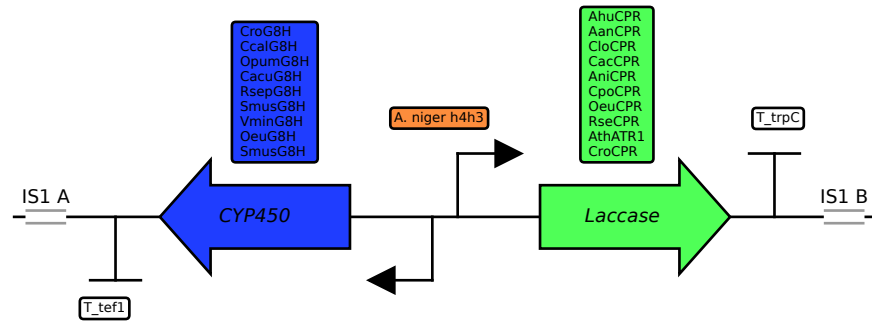 CroG8H
CcalG8H
OpumG8H
CacuG8H
RsepG8H
SmusG8H
VminG8H
OeuG8H
SmusG8H
AhuCPR
AanCPR
CloCPR
CacCPR
AniCPR
CpoCPR
OeuCPR
RseCPR
AthATR1
CroCPR
A. niger h4h3
T_trpC
IS1 A
CYP450
Laccase
IS1 B
T_tef1